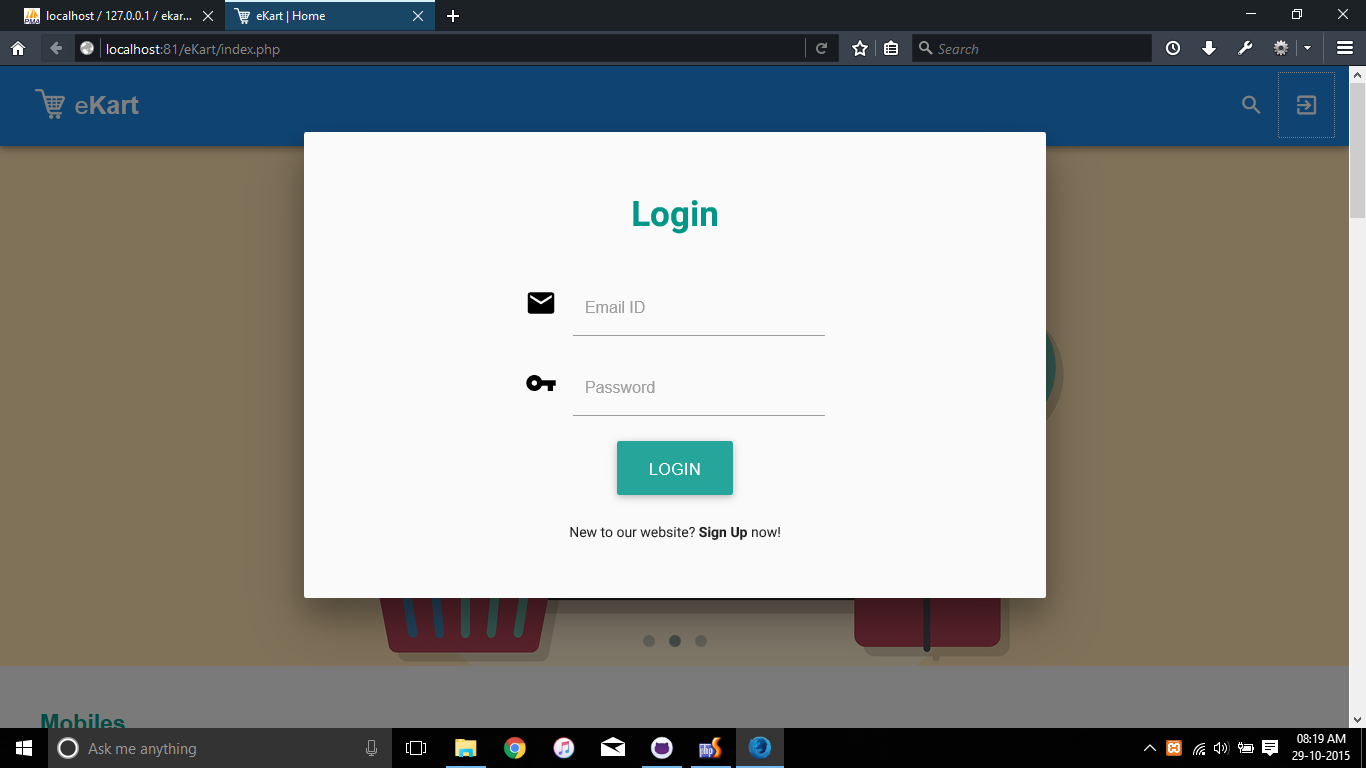 localhost / 127.0.0.1 / ekar...
eKart | Home
localhost:81/eKart/index.php
Search
eKart
Login
Email ID
Password
LOGIN
New to our website? Sign Up now!
Mobiles
Ask me anything
08:19 AM
29-10-2015